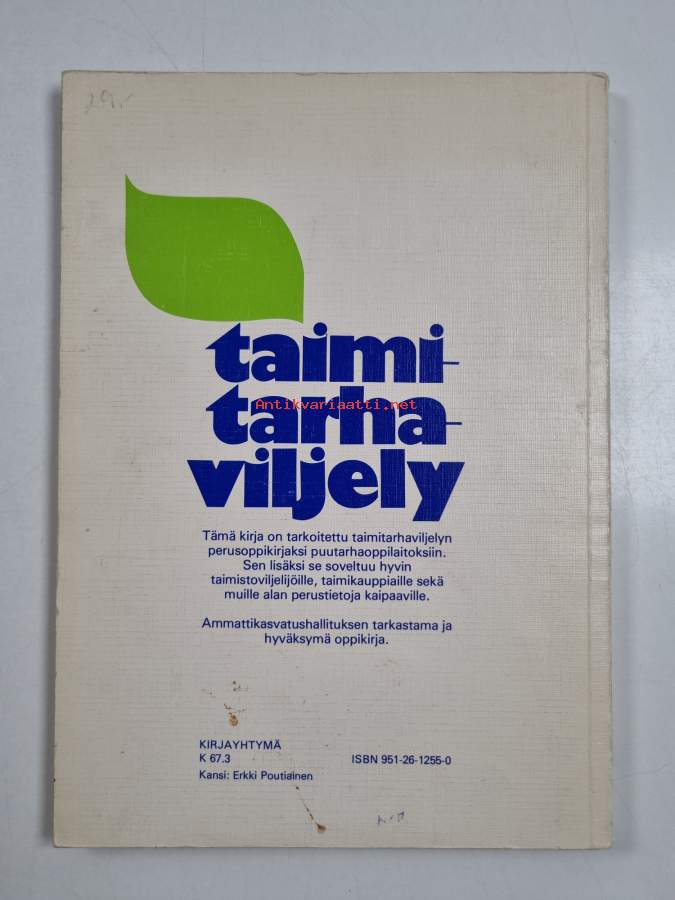 29,-
taimi-
tarha-
Antikvariaatti.net
viljely
Tämä kirja on tarkoitettu taimitarhaviljelyn
perusoppikirjaksi puutarhaoppilaitoksiin.
Sen lisäksi se soveltuu hyvin
taimistoviljelijöille, taimikauppiaille sekä
muille alan perustietoja kaipaaville.
Ammattikasvatushallituksen tarkastama ja
hyväksymä oppikirja.
KIRJAYHTYMÄ
K 67.3
ISBN 951-26-1255-0
Kansi: Erkki Poutiainen